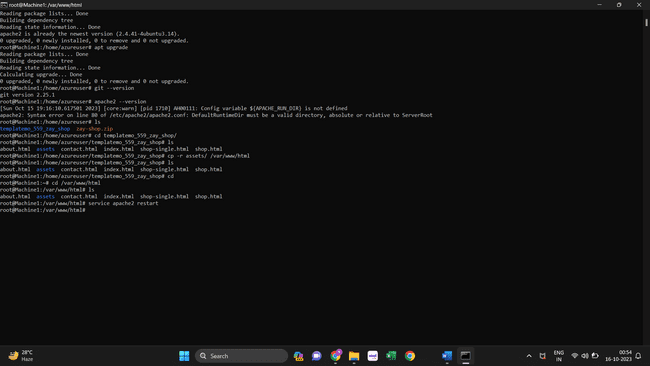 root@Machine1: /var/www/html
Reading package lists... Done
Building dependency tree
Reading state information... Done
apache2 is already the newest version (2.4.41-4ubuntu3.14).
0 upgraded, 0 newly installed, 0 to remove and 0 not upgraded.
root@Machine1:/home/azureuser# apt upgrade
Reading package lists... Done
Building dependency tree
Reading state information... Done
Calculating upgrade... Done
0 upgraded, 0 newly installed, 0 to remove and 0 not upgraded.
root@Machine1:/home/azureuser# git --version
git version 2.25.1
root@Machine1:/home/azureuser# apache2 --version
[Sun Oct 15 19:16:10.617501 2023] [core:warn] [pid 1710] AH00111: Config variable ${APACHE_RUN_DIR} is not defined
apache2: Syntax error on line 80 of /etc/apache2/apache2.conf: DefaultRuntimeDir must be a valid directory, absolute or relative to ServerRoot
root@Machine1:/home/azureuser# ls
templatemo_559_zay_shop zay-shop.zip
root@Machine1:/home/azureuser# cd templatemo_559_zay_shop/
root@Machine1:/home/azureuser/templatemo_559_zay_shop# ls
about.html assets contact.html index.html shop-single.html shop.html
root@Machine1:/home/azureuser/templatemo_559_zay_shop# cp -r assets/ /var/www/html
root@Machine1:/home/azureuser/templatemo_559_zay_shop# ls
about.html assets contact.html index.html shop-single.html shop.html
root@Machine1:/home/azureuser/templatemo_559_zay_shop# cd
root@Machine1:~# cd /var/www/html
root@Machine1:/var/www/html# ls
about.html assets contact.html index.html shop-single.html shop.html
root@Machine1:/var/www/html# service apache2 restart
root@Machine1:/var/www/html#
28°C
Haze
Search
ENG
IN
00:54
16-10-2023